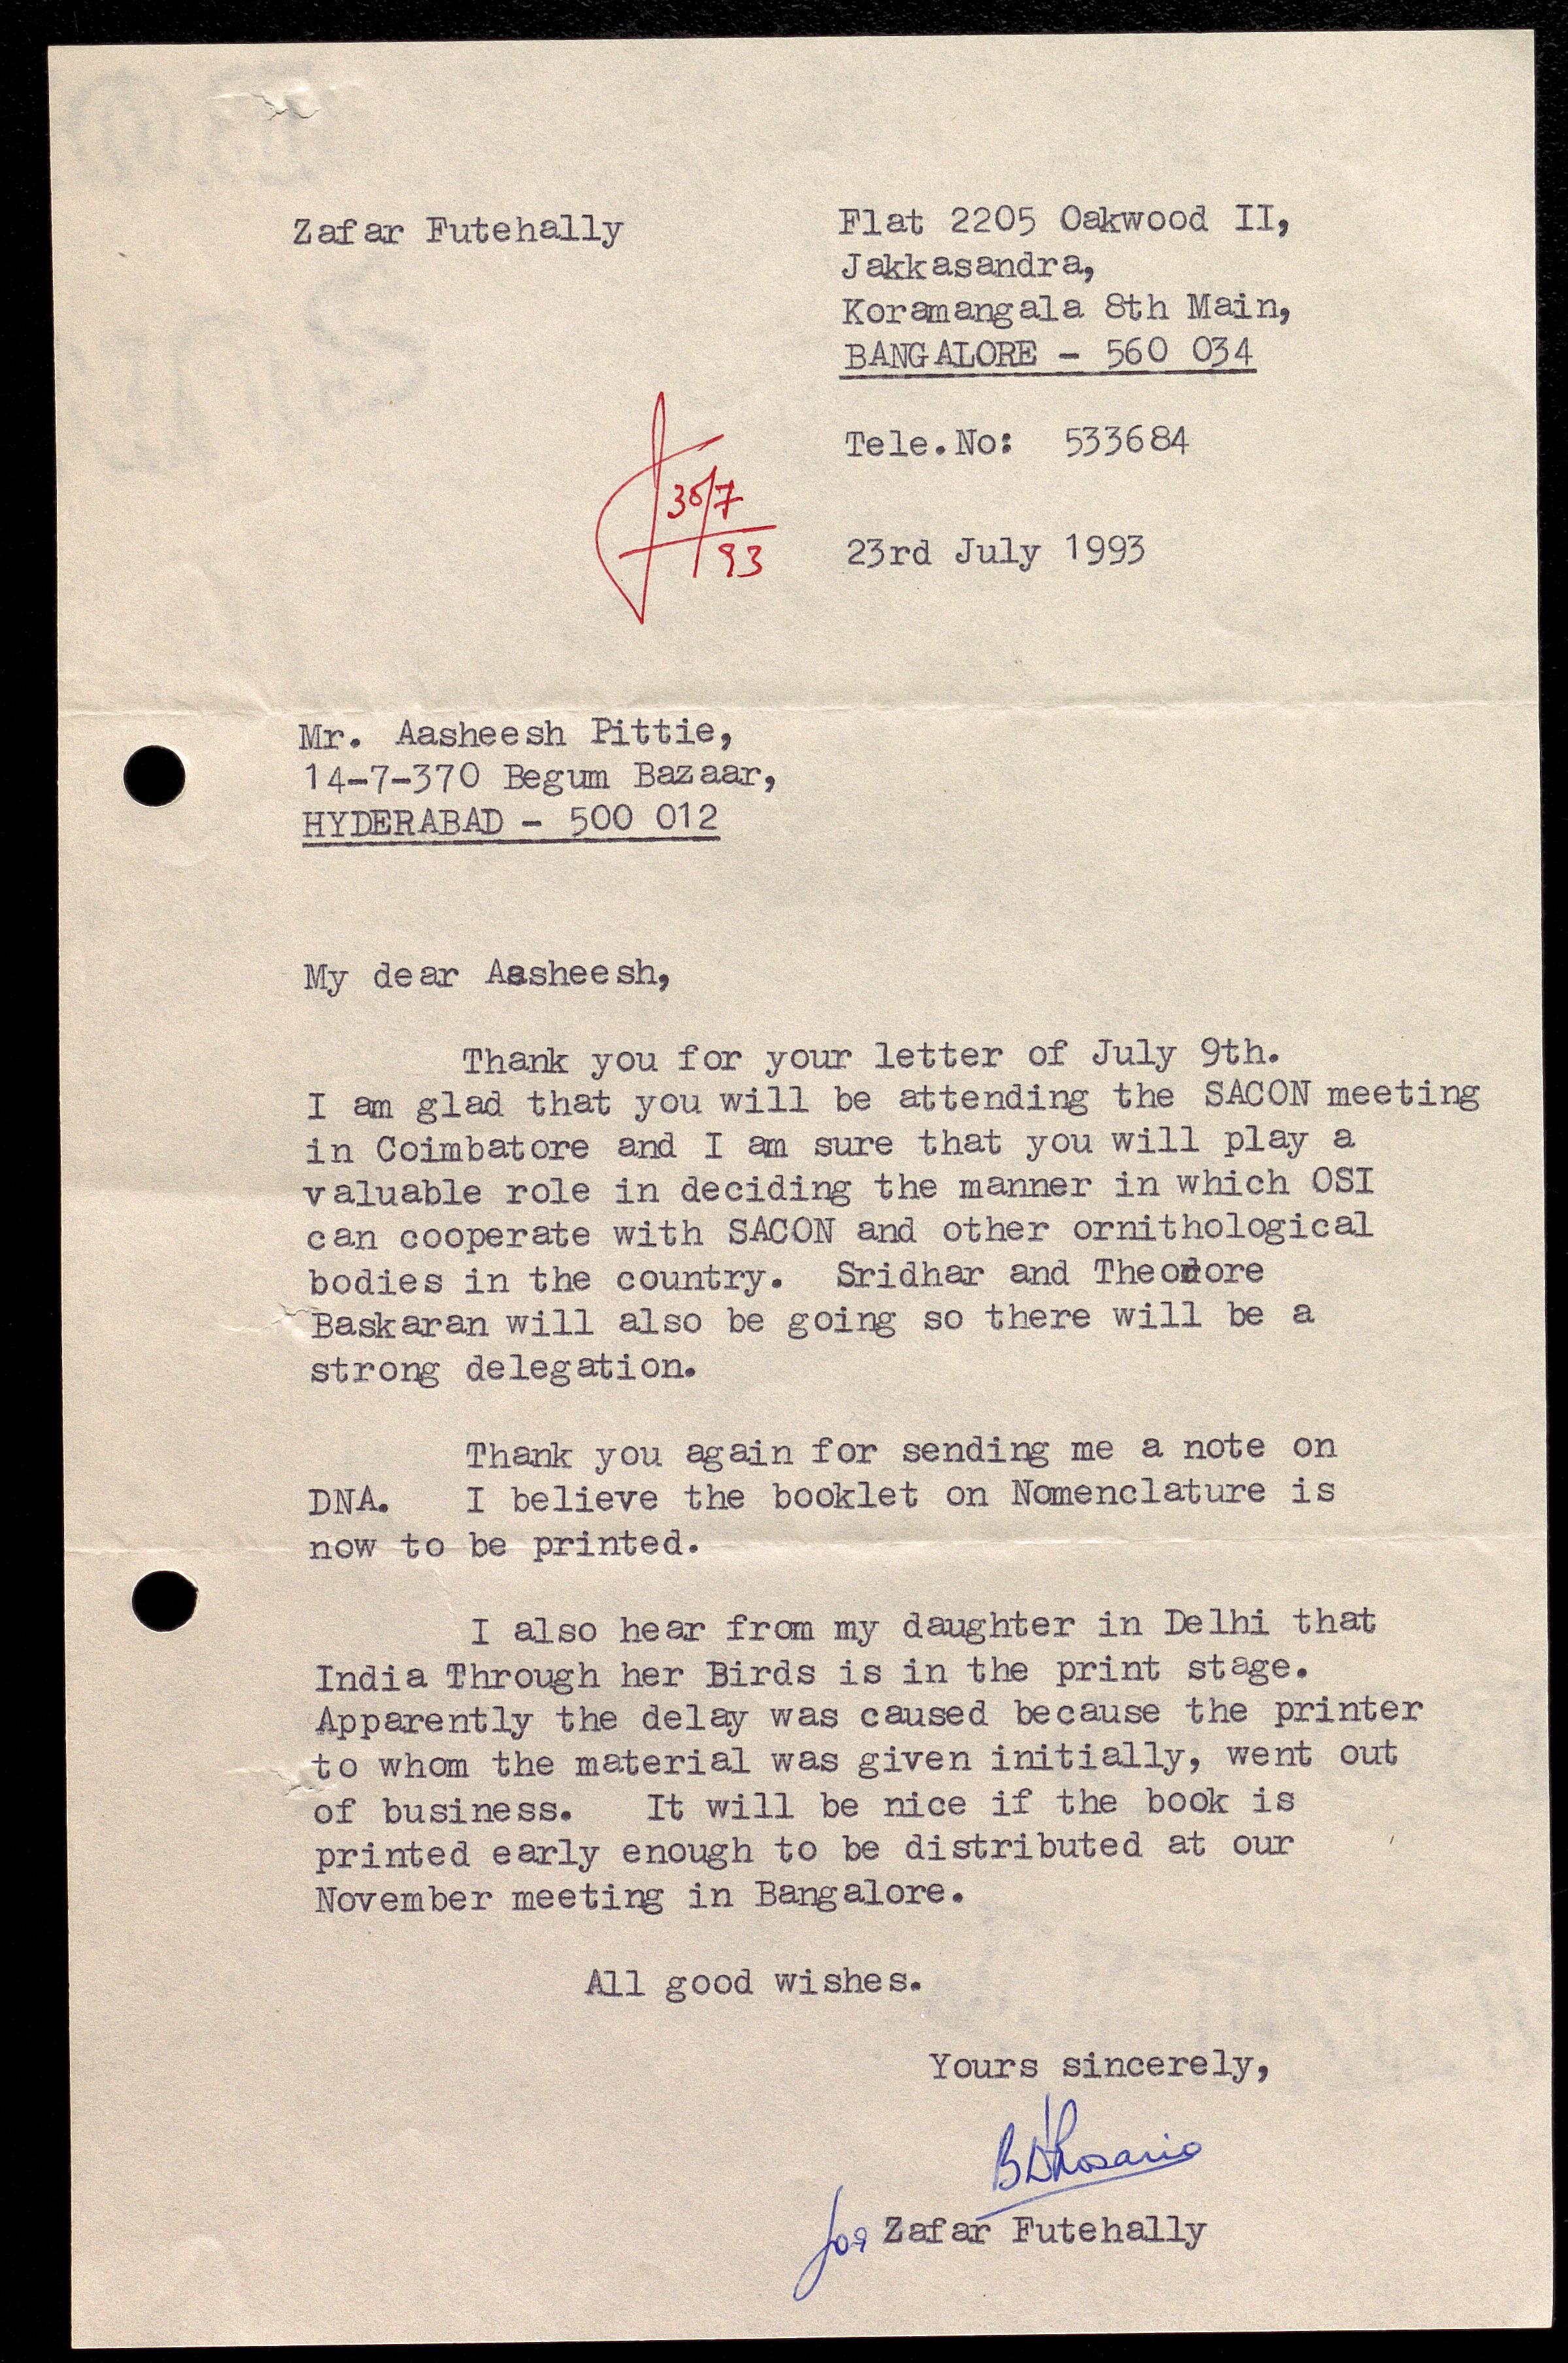 Zafar Futehally
Flat 2205 Oakwood II,
Jakkasandra,
Koramangala 8th Main,
BANGALORE - 560 034
Tele.No: 533684
30/7
93
23rd July 1993
Mr. Aasheesh Pittie,
14-7-370 Begum Bazaar,
HYDERABAD - 500 012
My dear Aasheesh,
Thank you for your letter of July 9th.
I am glad that you will be attending the SACON meeting
in Coimbatore and I am sure that you will play a
valuable role in deciding the manner in which OSI
can cooperate with SACON and other ornithological
bodies in the country. Sridhar and Theodore
Baskaran will also be going so there will be a
strong delegation.
Thank you again for sending me a note on
DNA. I believe the booklet on Nomenclature is
now to be printed.
I also hear from my daughter in Delhi that
India Through her Birds is in the print stage.
Apparently the delay was caused because the printer
to whom the material was given initially, went out
of business. It will be nice if the book is
printed early enough to be distributed at our
November meeting in Bangalore.
All good wishes.
Yours sincerely,
B D'Rosario
for Zafar Futehally